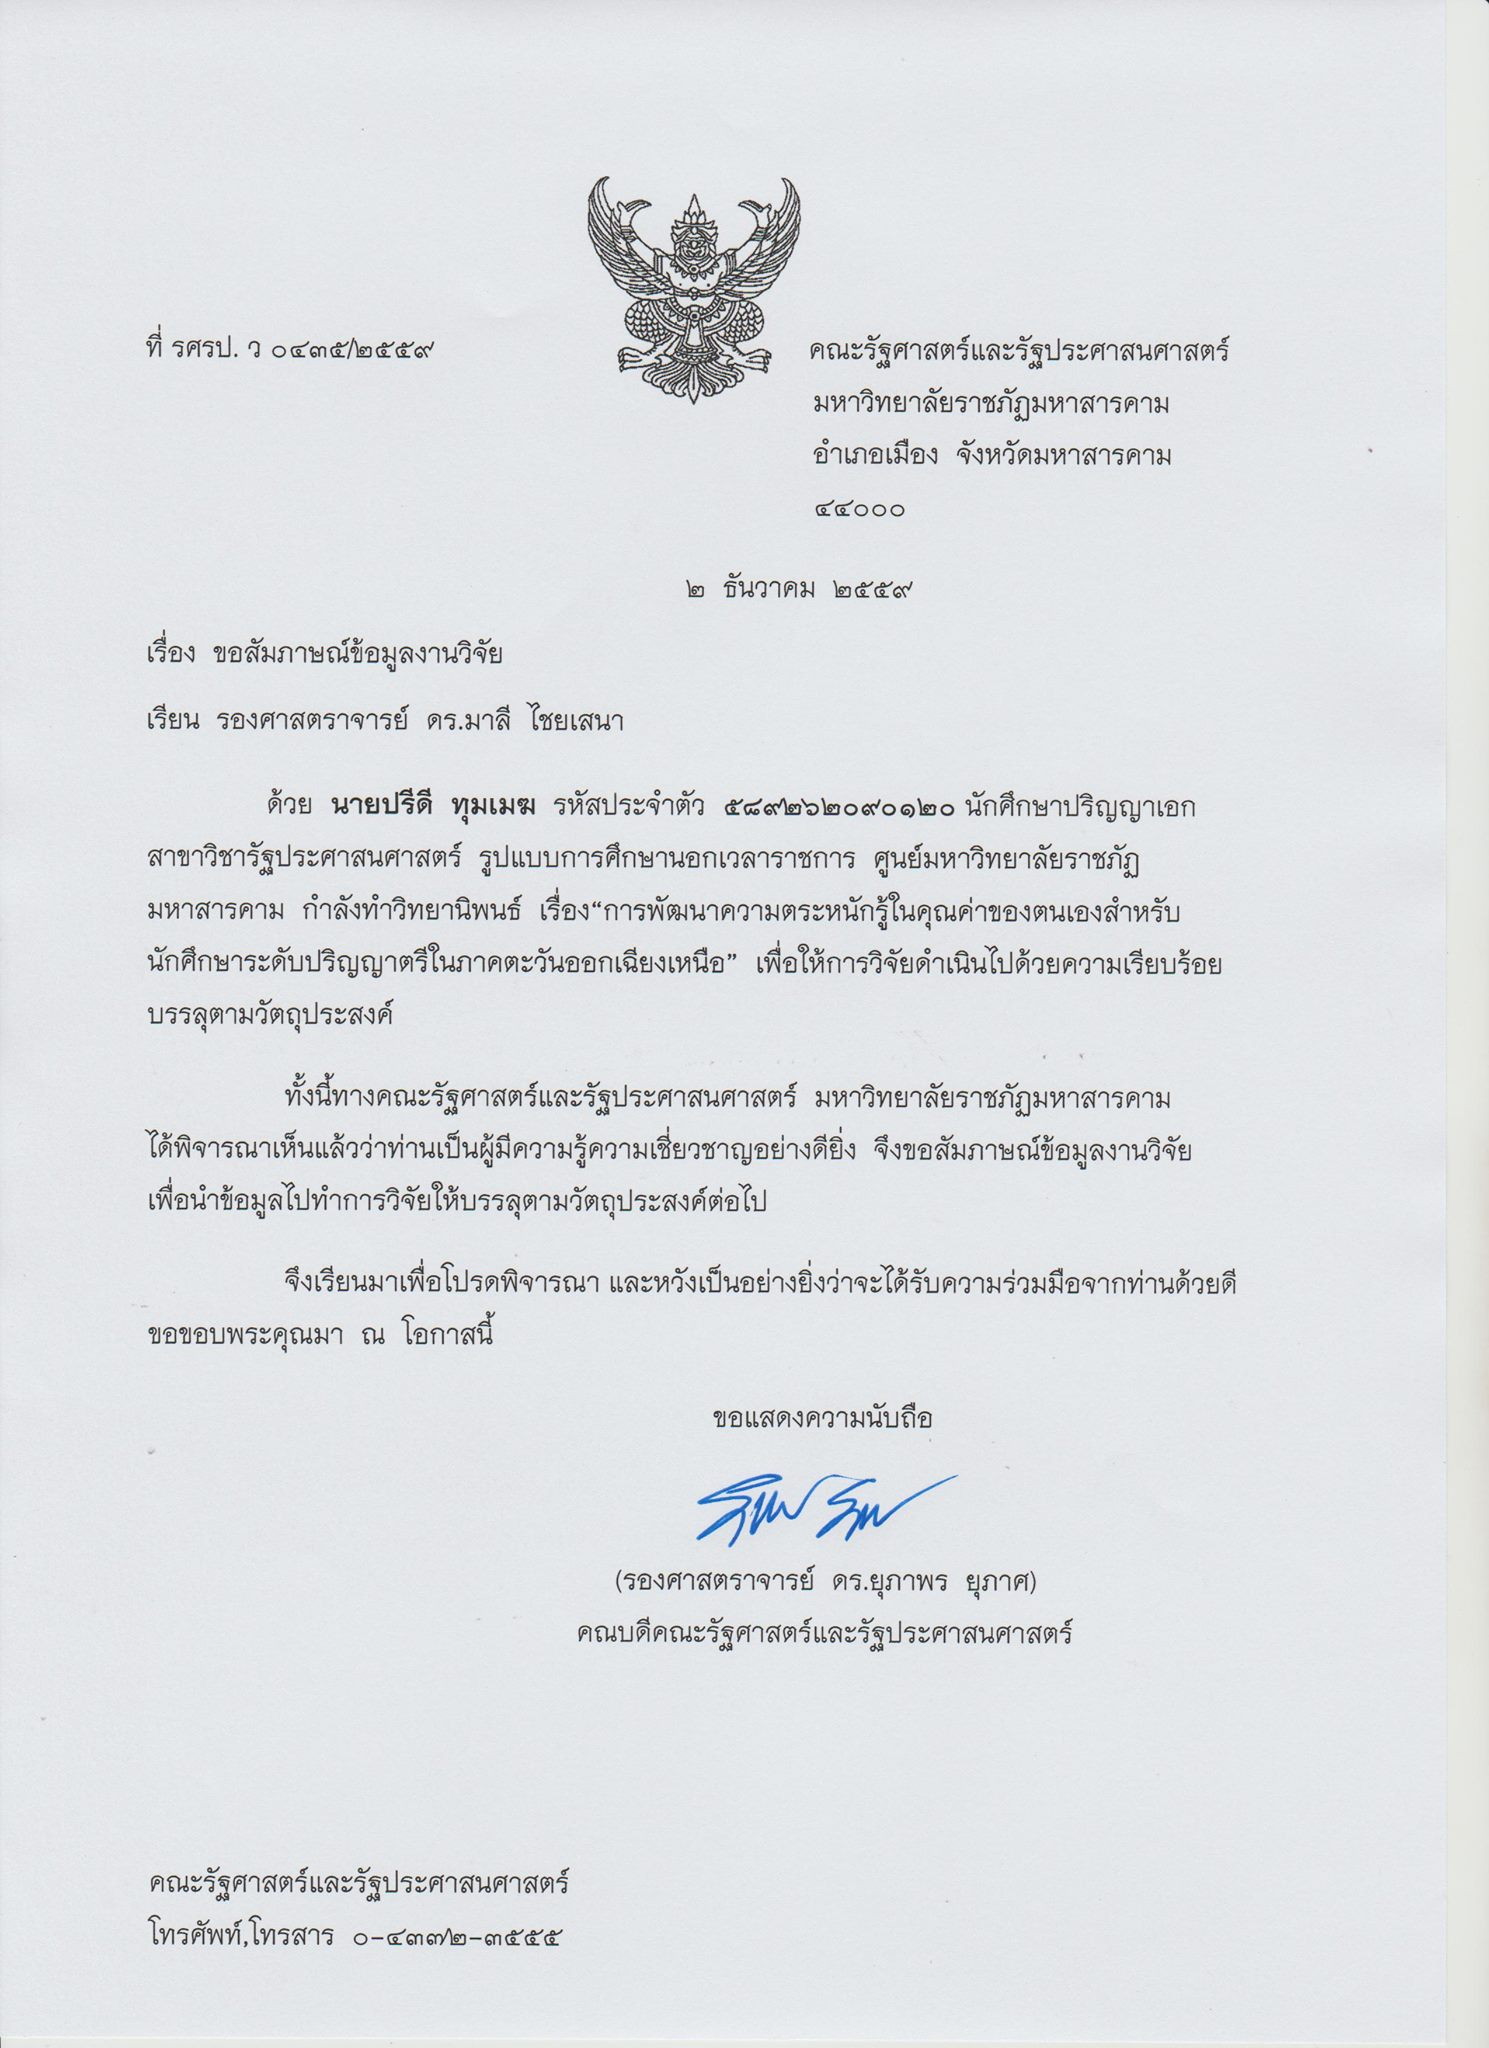 ที่ รศรป. ว ๐๔๓๕/๒๕๕๙
คณะรัฐศาสตร์และรัฐประศาสนศาสตร์
มหาวิทยาลัยราชภัฏมหาสารคาม
อำเภอเมือง จังหวัดมหาสารคาม
๔๔๐๐๐
๒ ธันวาคม ๒๕๕๙
เรื่อง ขอสัมภาษณ์ข้อมูลงานวิจัย
เรียน รองศาสตราจารย์ ดร.มาลี ไชยเสนา
ด้วย นายปรีดี ทุมเมฆ รหัสประจำตัว ๕๘๙๒๖๒๐๙๐๑๒๐ นักศึกษาปริญญาเอก
สาขาวิชารัฐประศาสนศาสตร์ รูปแบบการศึกษานอกเวลาราชการ ศูนย์มหาวิทยาลัยราชภัฏ
มหาสารคาม กำลังทำวิทยานิพนธ์ เรื่อง“การพัฒนาความตระหนักรู้ในคุณค่าของตนเองสำหรับ
นักศึกษาระดับปริญญาตรีในภาคตะวันออกเฉียงเหนือ” เพื่อให้การวิจัยดำเนินไปด้วยความเรียบร้อย
บรรลุตามวัตถุประสงค์
ทั้งนี้ทางคณะรัฐศาสตร์และรัฐประศาสนศาสตร์ มหาวิทยาลัยราชภัฏมหาสารคาม
ได้พิจารณาเห็นแล้วว่าท่านเป็นผู้มีความรู้ความเชี่ยวชาญอย่างดียิ่ง จึงขอสัมภาษณ์ข้อมูลงานวิจัย
เพื่อนำข้อมูลไปทำการวิจัยให้บรรลุตามวัตถุประสงค์ต่อไป
จึงเรียนมาเพื่อโปรดพิจารณา และหวังเป็นอย่างยิ่งว่าจะได้รับความร่วมมือจากท่านด้วยดี
ขอขอบพระคุณมา ณ โอกาสนี้
ขอแสดงความนับถือ
(รองศาสตราจารย์ ดร.ยุภาพร ยุภาศ)
คณบดีคณะรัฐศาสตร์และรัฐประศาสนศาสตร์
คณะรัฐศาสตร์และรัฐประศาสนศาสตร์
โทรศัพท์,โทรสาร ๐-๔๓๗๒-๓๕๕๕